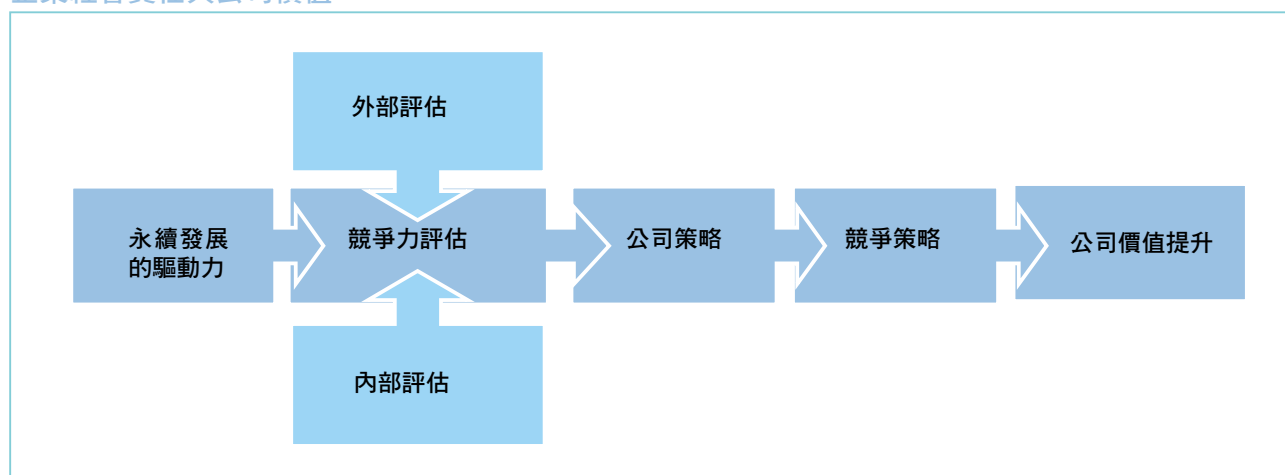 外部評估
永續發展
的驅動力
競爭力評估
公司策略
競爭策略
公司價值提升
內部評估